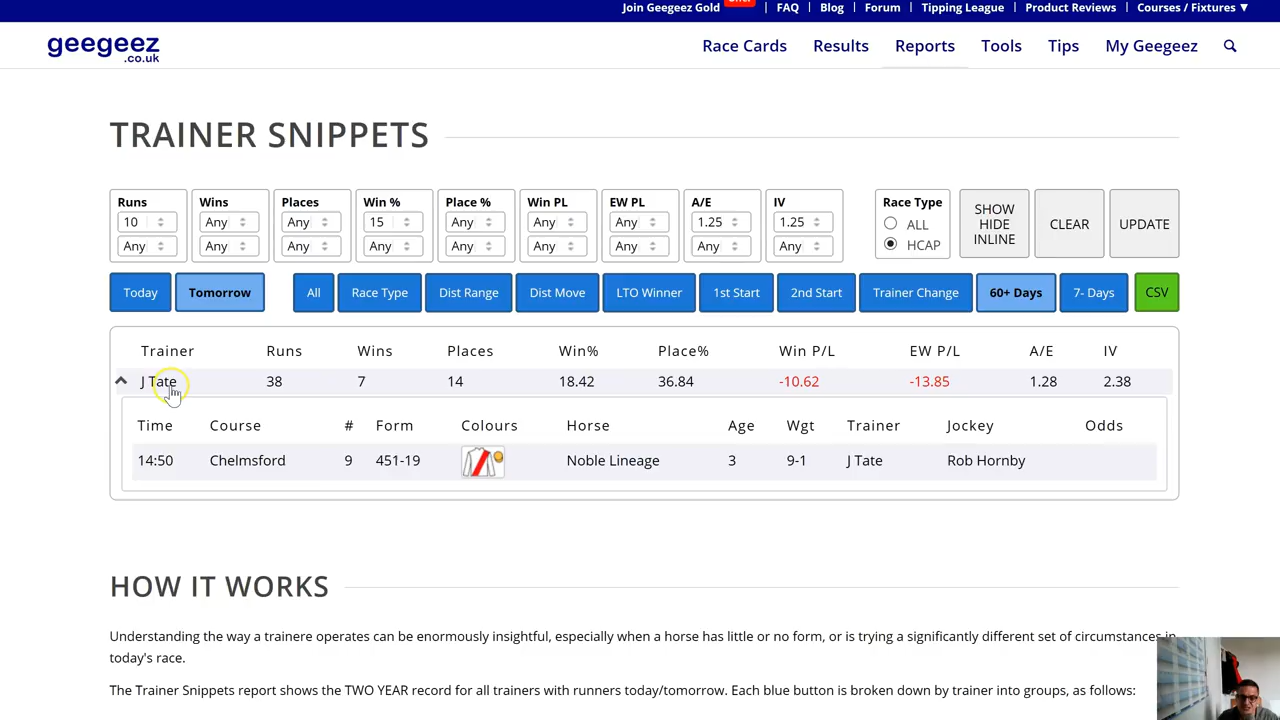 Join Geegeez Gold | FAQ | Blog | Forum | Tipping League | Product Reviews | Courses / Fixtures ▼
geegeez
.co.uk
Race Cards Results Reports Tools Tips My Geegeez
TRAINER SNIPPETS
Runs Wins Places Win % Place % Win PL EW PL A/E IV Race Type
10 Any Any 15 Any Any Any 1.25 1.25 ALL
Any Any Any Any Any Any Any Any Any HCAP
SHOW HIDE INLINE CLEAR UPDATE
Today Tomorrow All Race Type Dist Range Dist Move LTO Winner 1st Start 2nd Start Trainer Change 60+ Days 7- Days CSV
Trainer Runs Wins Places Win% Place% Win P/L EW P/L A/E IV
J Tate 38 7 14 18.42 36.84 -10.62 -13.85 1.28 2.38
Time Course # Form Colours Horse Age Wgt Trainer Jockey Odds
14:50 Chelmsford 9 451-19 Noble Lineage 3 9-1 J Tate Rob Hornby
HOW IT WORKS
Understanding the way a trainere operates can be enormously insightful, especially when a horse has little or no form, or is trying a significantly different set of circumstances in
today's race.
The Trainer Snippets report shows the TWO YEAR record for all trainers with runners today/tomorrow. Each blue button is broken down by trainer into groups, as follows: